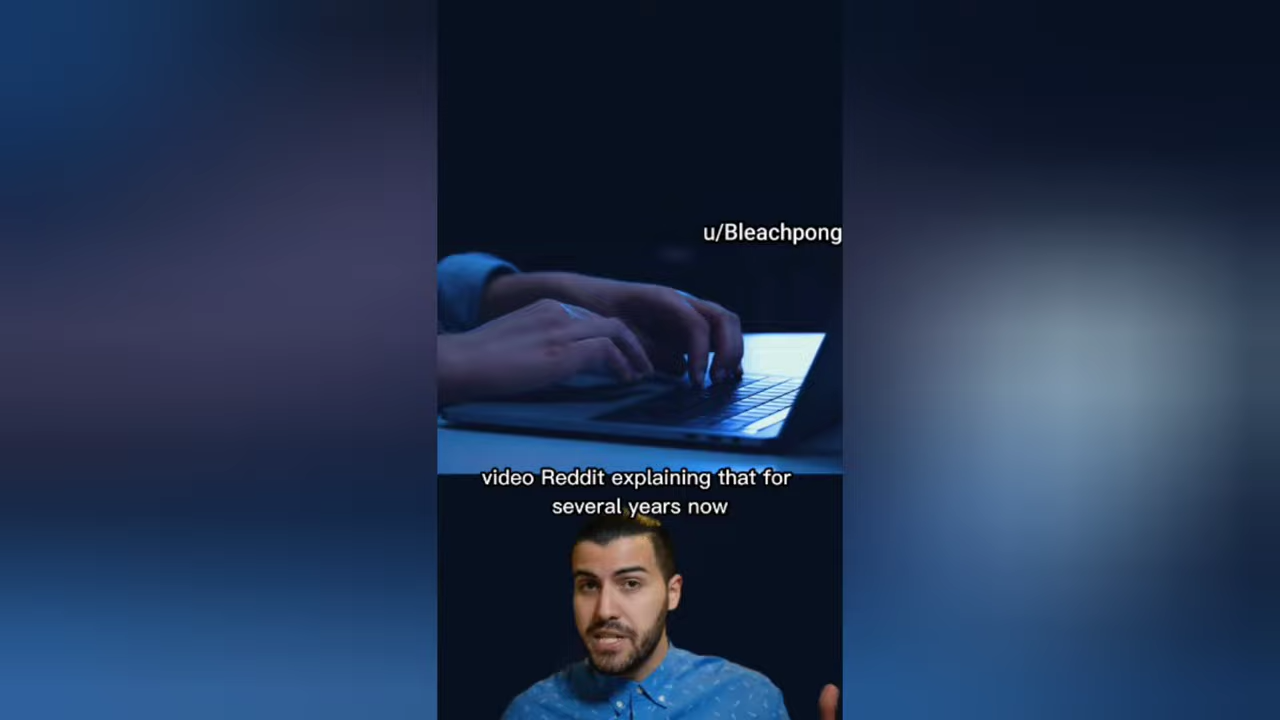 u/Bleachpong
video Reddit explaining that for
several years now